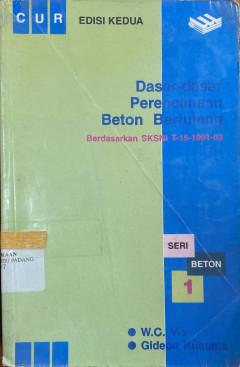 CUR EDISI KEDUA
Dasar-dasar
Perencanaan
Beton Bertulang
Berdasarkan SKSNI T-15-1991-03
SERI
BETON
1
PADANG
• W.C. Vis
• Gideon Kusuma